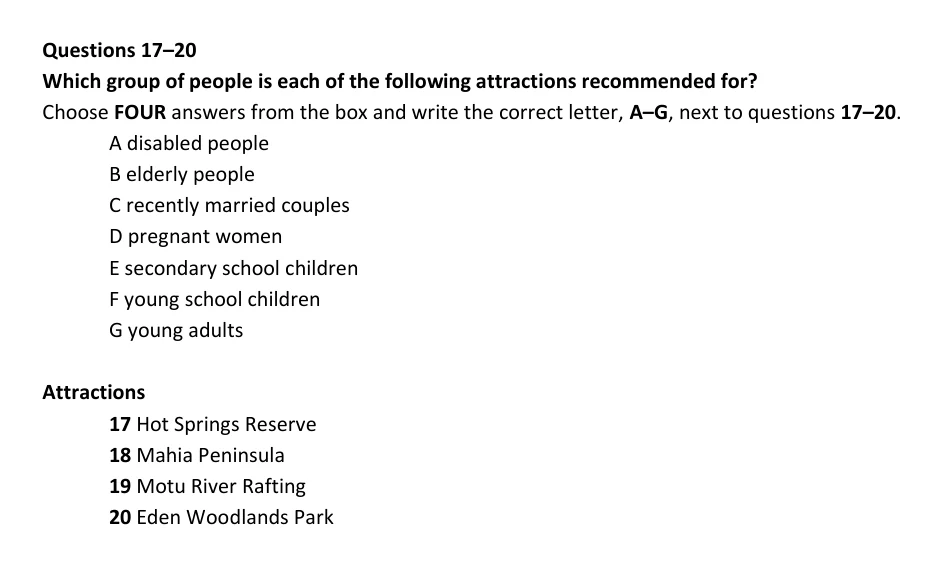 Questions 17–20
Which group of people is each of the following attractions recommended for?
Choose FOUR answers from the box and write the correct letter, A–G, next to questions 17–20.
A disabled people
B elderly people
C recently married couples
D pregnant women
E secondary school children
F young school children
G young adults
Attractions
17 Hot Springs Reserve
18 Mahia Peninsula
19 Motu River Rafting
20 Eden Woodlands Park